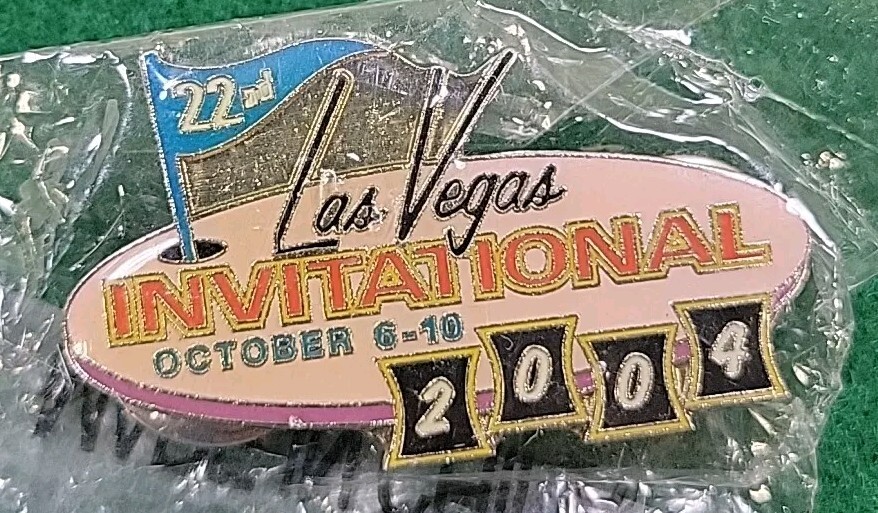 22nd
Las Vegas
INVITATIONAL
OCTOBER 6-10
2004